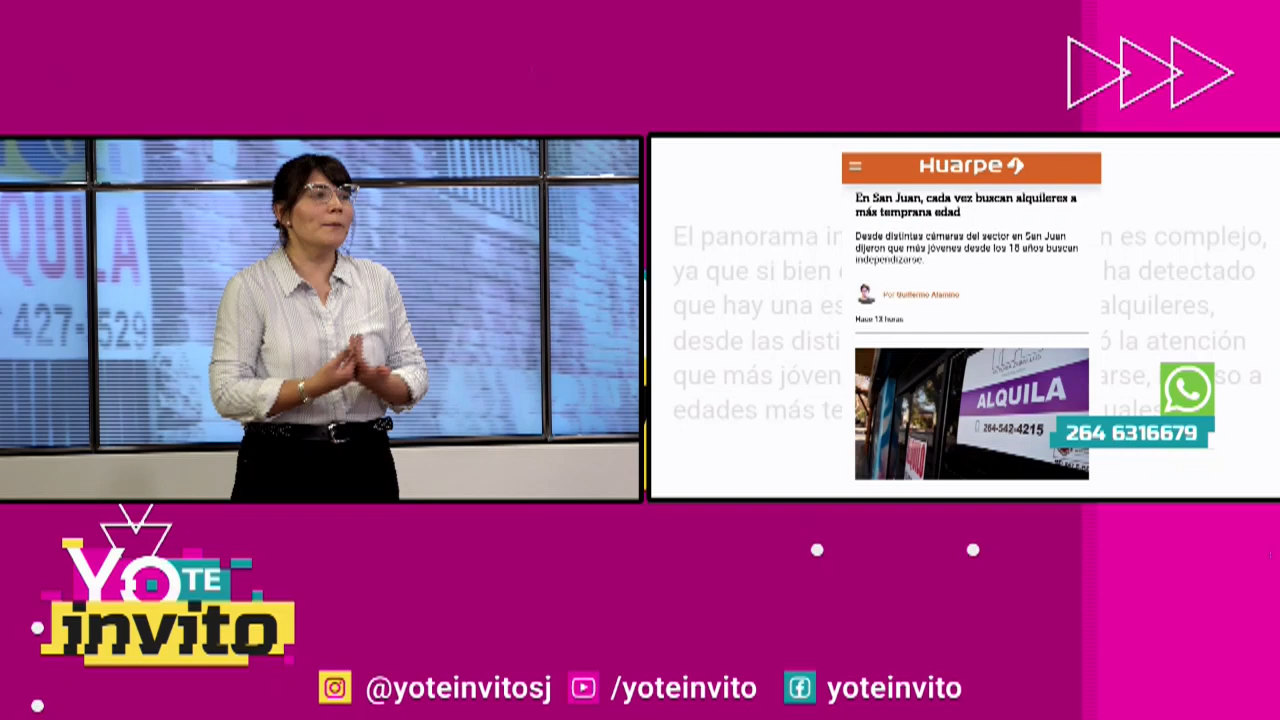 QUILA
427-
529
Huarpe
En San Juan, cada vez buscan alquileres a
más temprana edad
Desde distintas cámaras del sector en San Juan
dijeron que más jóvenes desde los 18 años buscan
independizarse.
Por Guillermo Alamino
Hace 13 horas
ALQUILA
264-542-4215
El panorama in
n es complejo,
ya que si bien
ha detectado
que hay una es
alquileres,
desde las disti
ó la atención
que más jóven
arse,
so a
edades más te
uales
264 6316679
YO TE
invito
@yoteinvitosj
/yoteinvito
yoteinvito